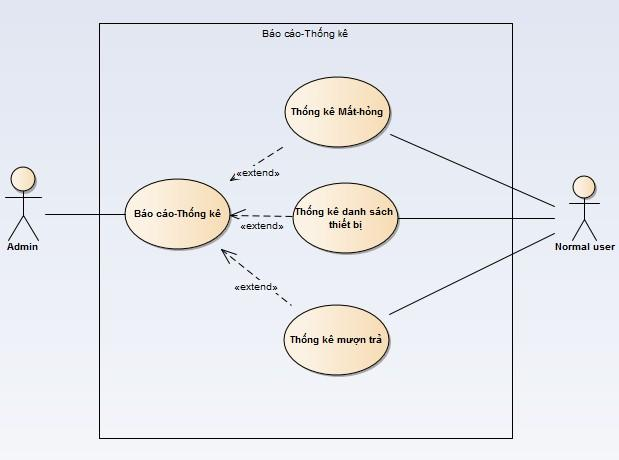 Báo cáo-Thống kê
Thống kê Mất-hỏng
«extend»
Báo cáo-Thống kê
Thống kê danh sách
thiết bị
«extend»
Admin
Normal user
«extend»
Thống kê mượn trả